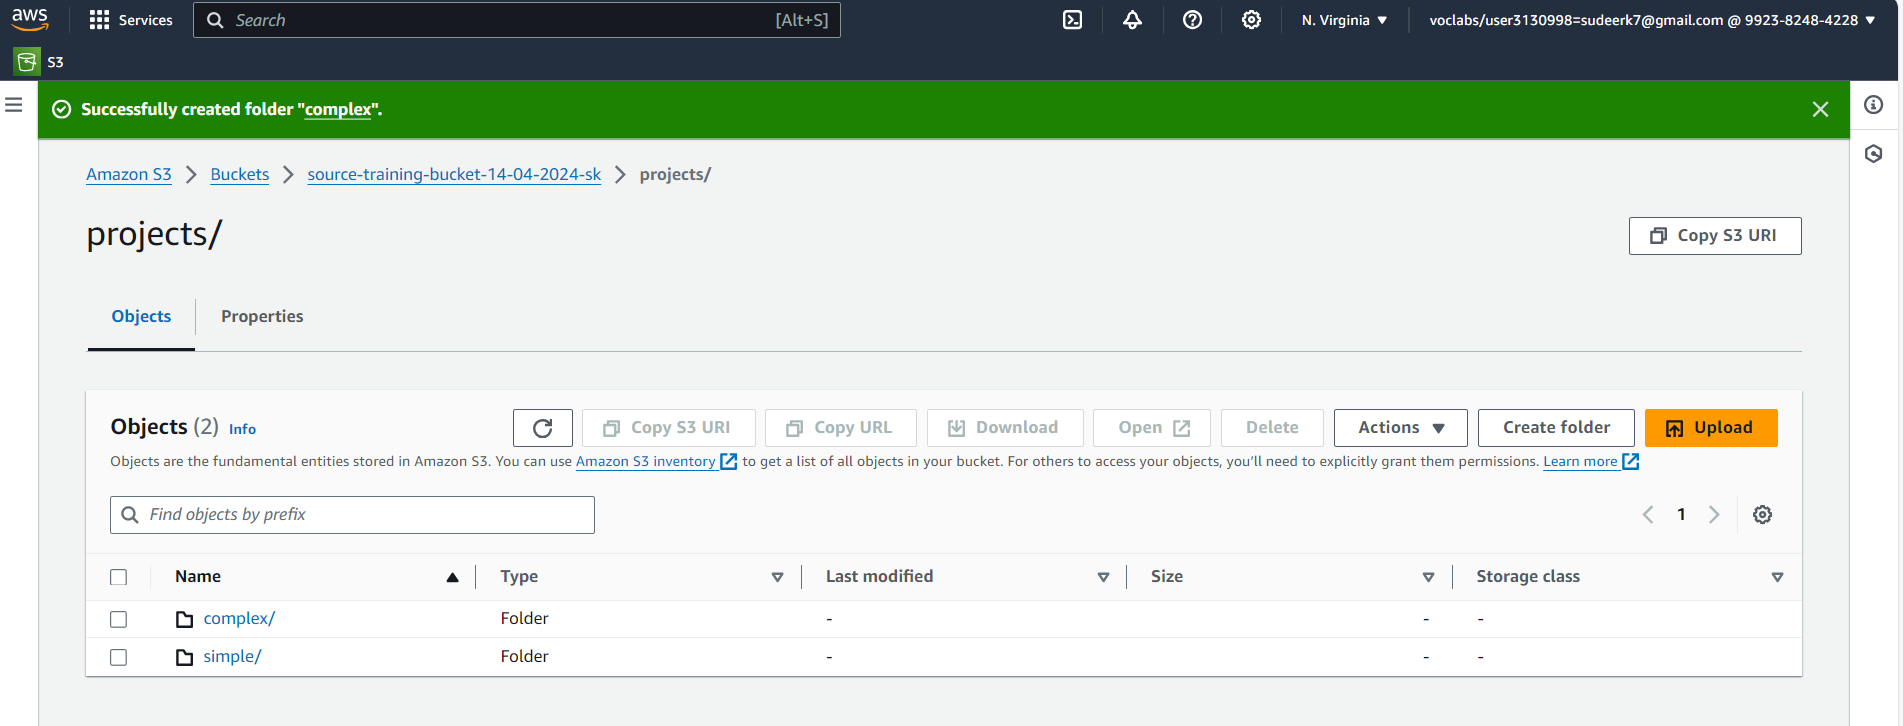 aws Services Search [Alt+S] N. Virginia ▼ voclabs/user3130998=sudeerk7@gmail.com @ 9923-8248-4228 ▼
S3
Successfully created folder "complex".
Amazon S3 > Buckets > source-training-bucket-14-04-2024-sk > projects/
projects/
Copy S3 URI
Objects Properties
Objects (2) Info Copy S3 URI Copy URL Download Open Delete Actions ▼ Create folder Upload
Objects are the fundamental entities stored in Amazon S3. You can use Amazon S3 inventory to get a list of all objects in your bucket. For others to access your objects, you’ll need to explicitly grant them permissions. Learn more
Find objects by prefix < 1 >
Name Type Last modified Size Storage class
complex/ Folder - - -
simple/ Folder - - -